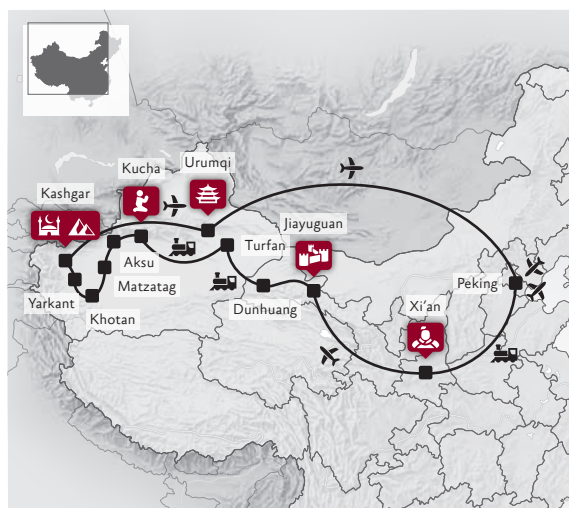 Urumqi
Kucha
Kashgar
Jiayuguan
Turfan
Aksu
Peking
Matzatag
Dunhuang
Xi'an
Yarkant
Khotan